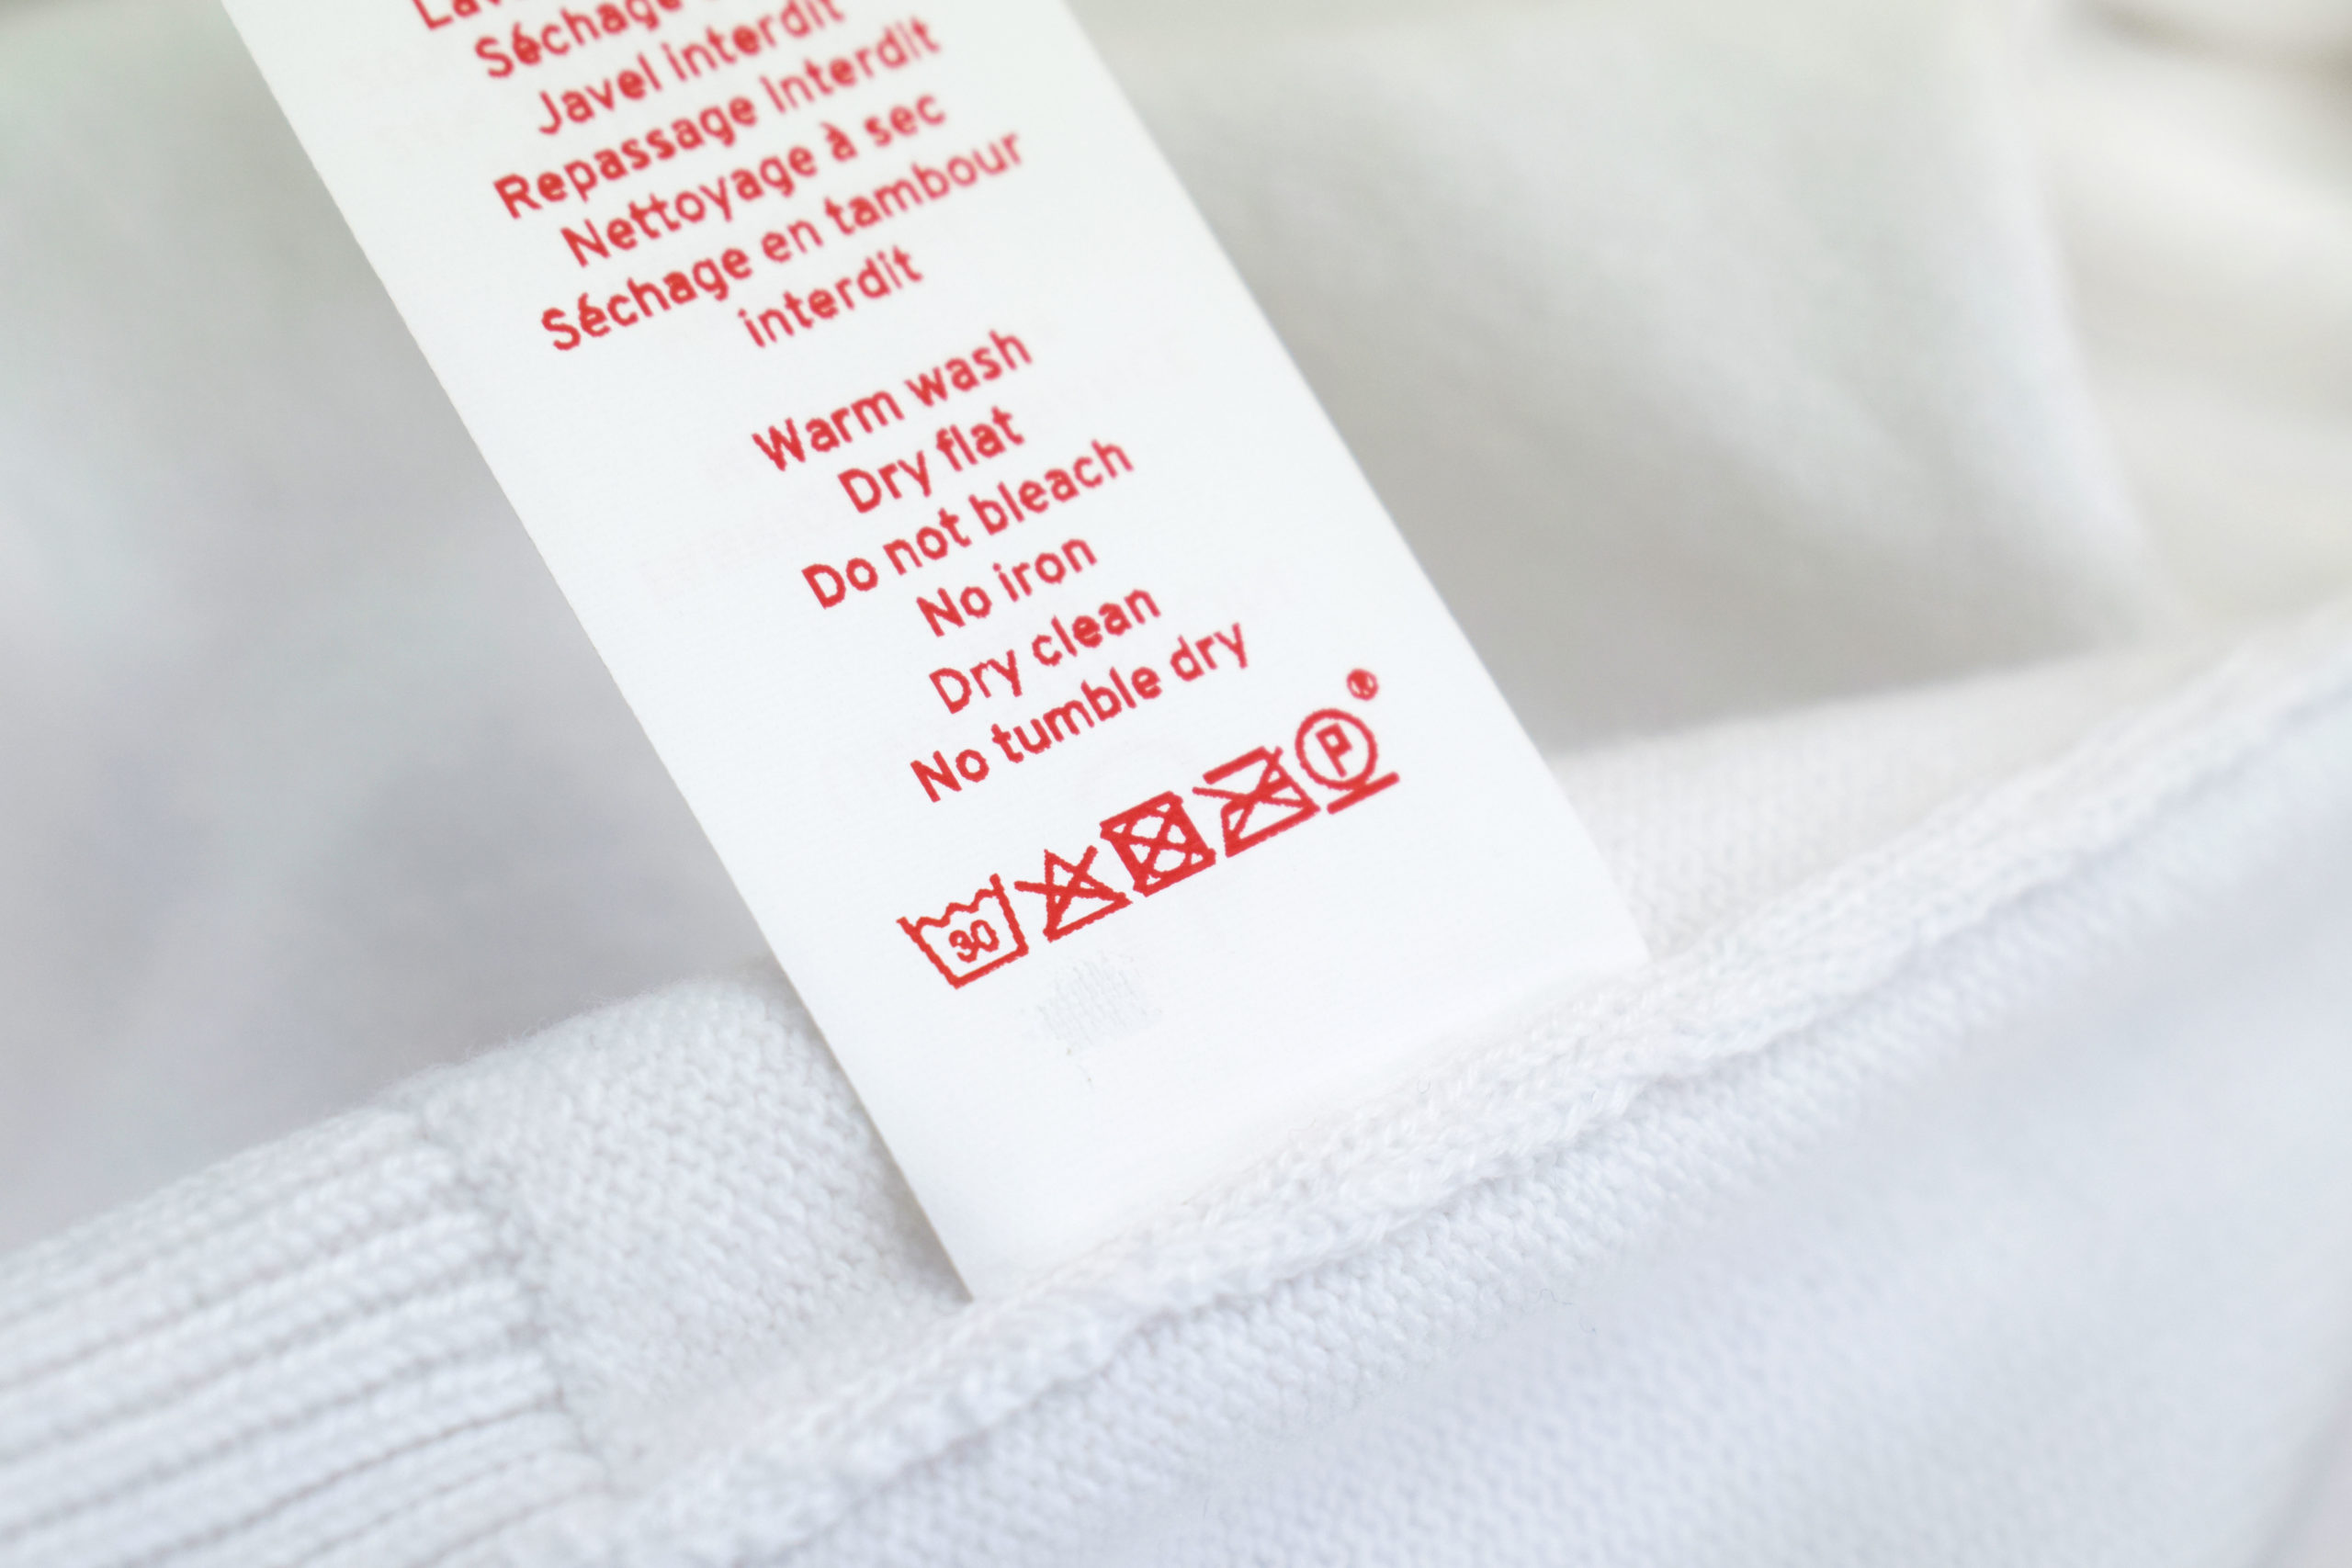 Séchage
Javel interdit
Repassage Interdit
Nettoyage à sec
Séchage en tambour
interdit
Warm wash
Dry flat
Do not bleach
No iron
Dry clean
No tumble dry
30 P ®